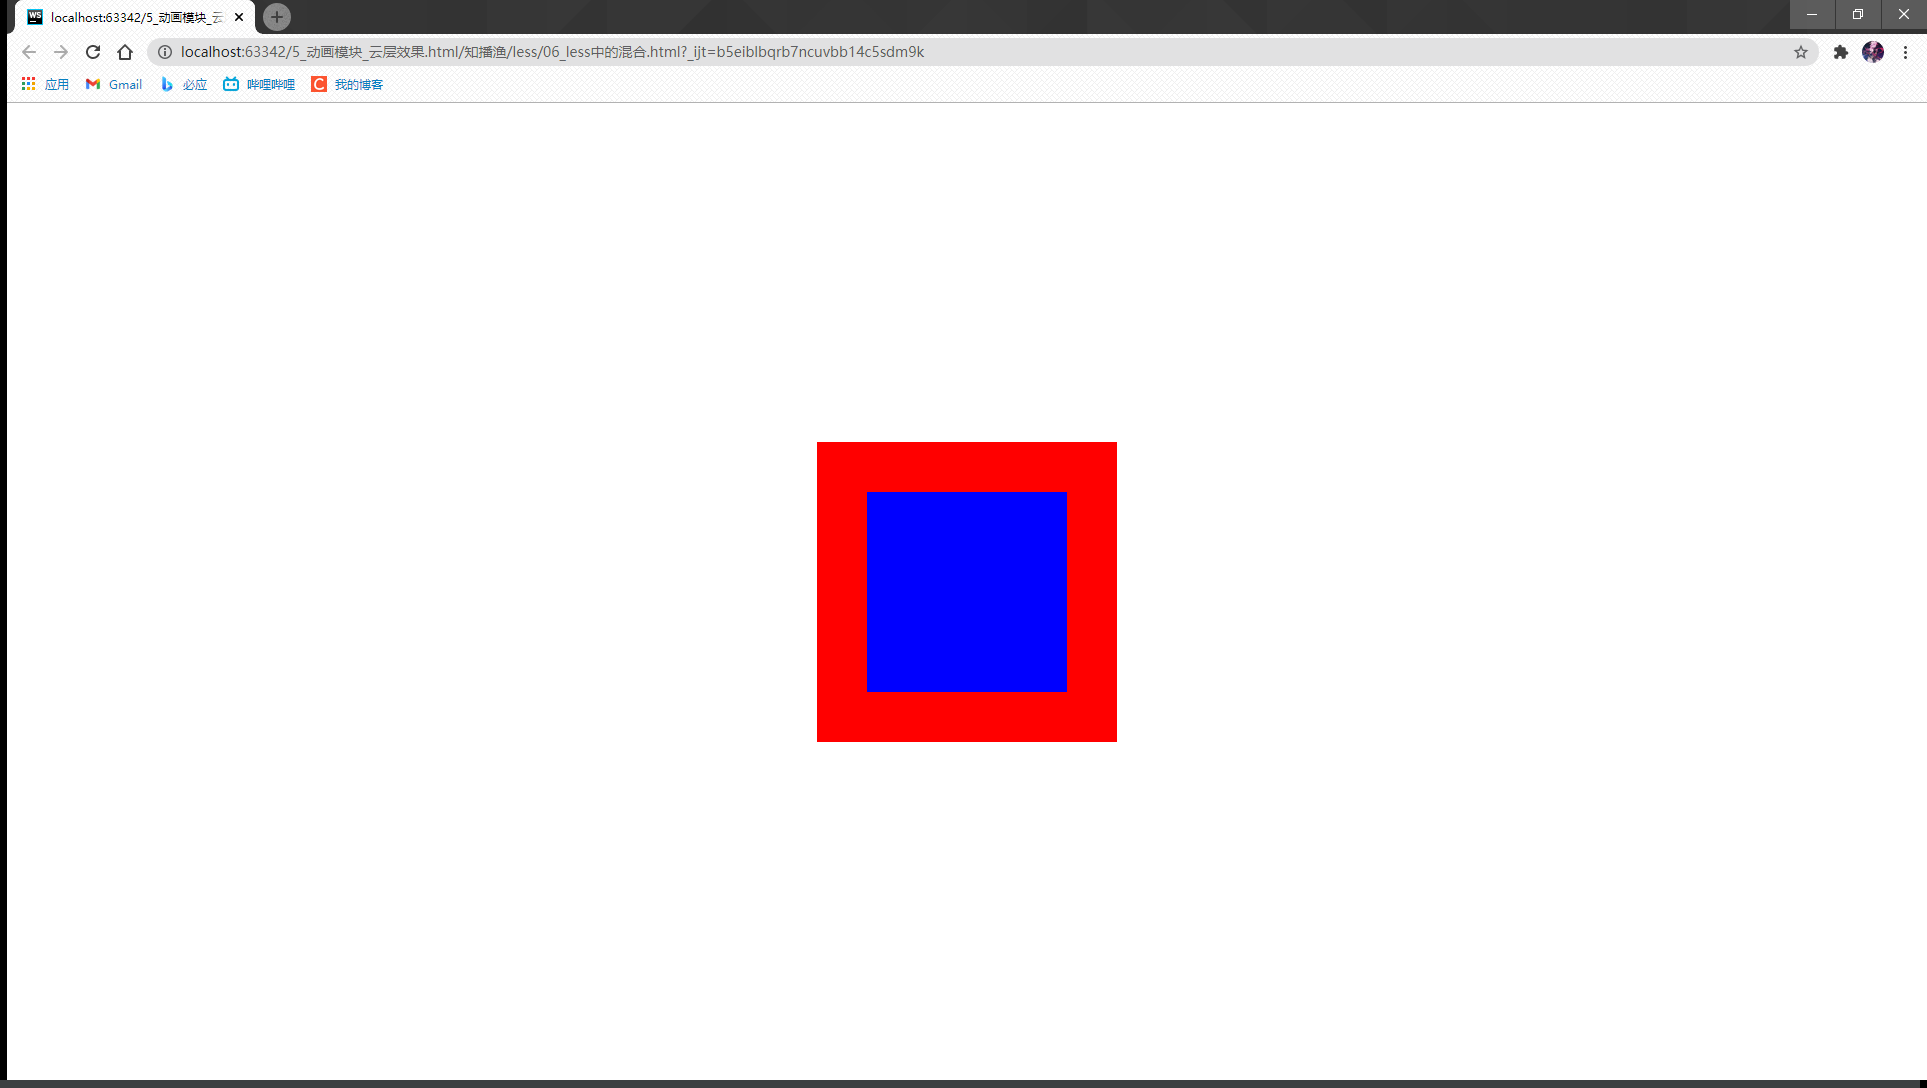 WS localhost:63342/5_动画模块_云
localhost:63342/5_动画模块_云层效果.html/知播渔/less/06_less中的混合.html?_ijt=b5eiblbqrb7ncuvbb14c5sdm9k
应用 Gmail 必应 哔哩哔哩 C 我的博客